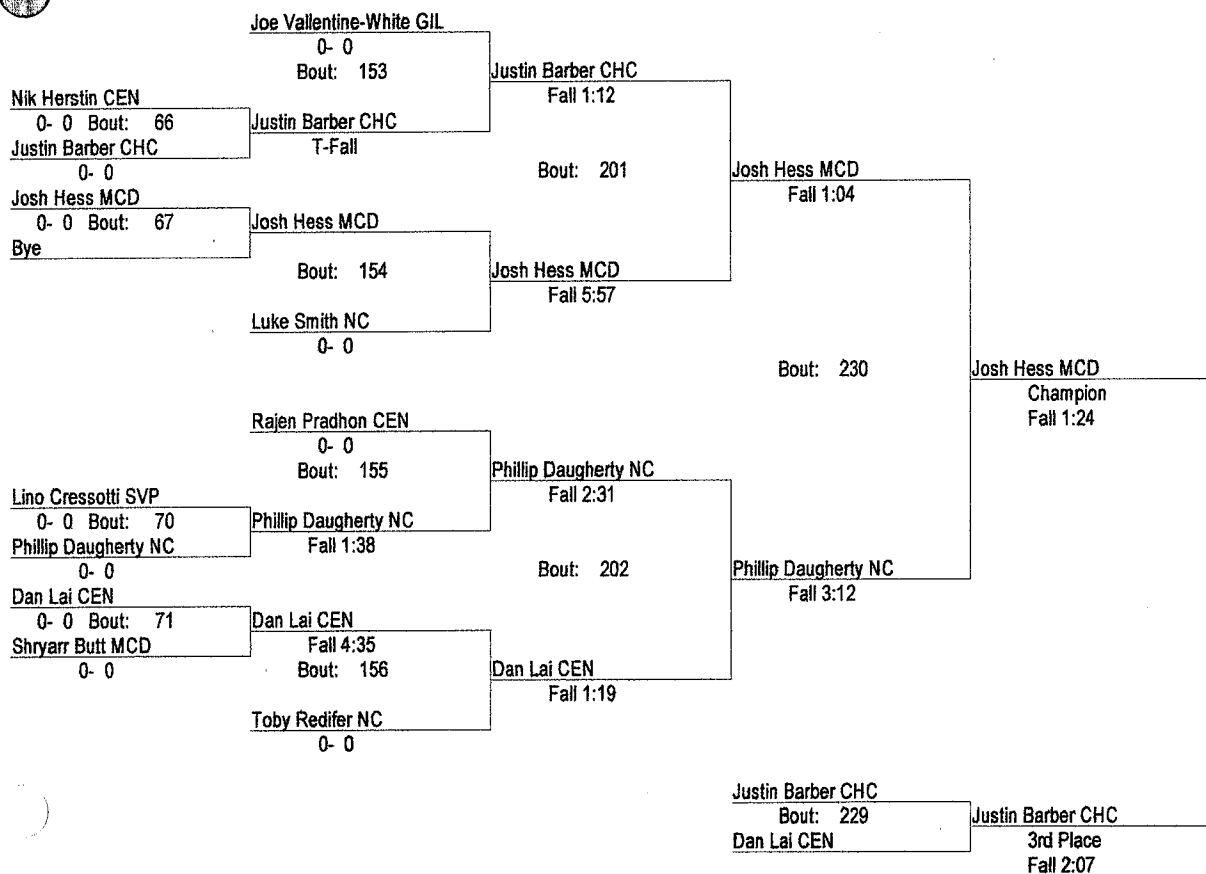 Joe Vallentine-White GIL
0- 0
Bout: 153
Justin Barber CHC
Fall 1:12
Nik Herstin CEN
0- 0 Bout: 66
Justin Barber CHC
T-Fall
Justin Barber CHC
0- 0
Bout: 201
Josh Hess MCD
Fall 1:04
Josh Hess MCD
0- 0 Bout: 67
Josh Hess MCD
Bye
Bout: 154
Josh Hess MCD
Fall 5:57
Luke Smith NC
0- 0
Bout: 230
Josh Hess MCD
Champion
Fall 1:24
Rajen Pradhon CEN
0- 0
Bout: 155
Phillip Daugherty NC
Fall 2:31
Lino Cressotti SVP
0- 0 Bout: 70
Phillip Daugherty NC
Fall 1:38
Phillip Daugherty NC
0- 0
Bout: 202
Phillip Daugherty NC
Fall 3:12
Dan Lai CEN
0- 0 Bout: 71
Dan Lai CEN
Fall 4:35
Shryarr Butt MCD
0- 0
Bout: 156
Dan Lai CEN
Fall 1:19
Toby Redifer NC
0- 0
Justin Barber CHC
Bout: 229
Justin Barber CHC
Dan Lai CEN
3rd Place
Fall 2:07